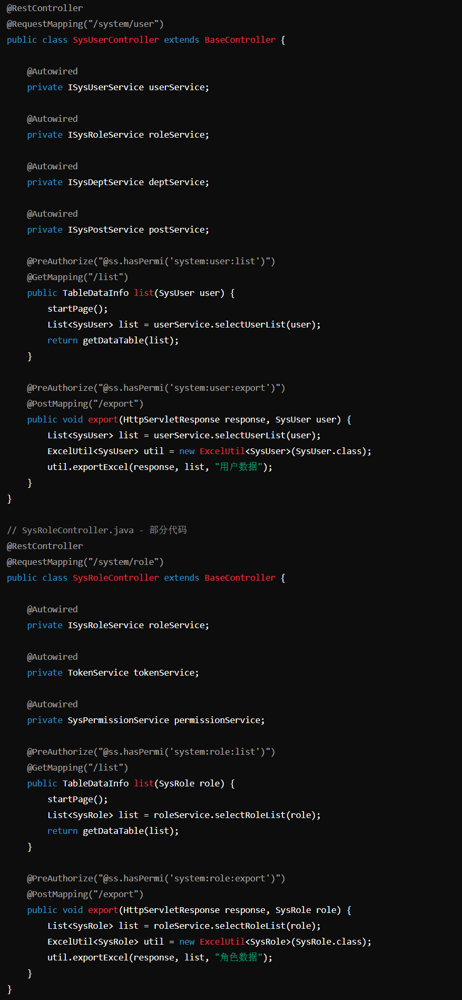 @RestController
@RequestMapping("/system/user")
public class SysUserController extends BaseController {
@Autowired
private ISysUserService userService;
@Autowired
private ISysRoleService roleService;
@Autowired
private ISysDeptService deptService;
@Autowired
private ISysPostService postService;
@PreAuthorize("@ss.hasPermi('system:user:list')")
@GetMapping("/list")
public TableDataInfo list(SysUser user) {
startPage();
List<SysUser> list = userService.selectUserList(user);
return getDataTable(list);
}
@PreAuthorize("@ss.hasPermi('system:user:export')")
@PostMapping("/export")
public void export(HttpServletResponse response, SysUser user) {
List<SysUser> list = userService.selectUserList(user);
ExcelUtil<SysUser> util = new ExcelUtil<SysUser>(SysUser.class);
util.exportExcel(response, list, "用户数据");
}
}
// SysRoleController.java - 部分代码
@RestController
@RequestMapping("/system/role")
public class SysRoleController extends BaseController {
@Autowired
private ISysRoleService roleService;
@Autowired
private TokenService tokenService;
@Autowired
private SysPermissionService permissionService;
@PreAuthorize("@ss.hasPermi('system:role:list')")
@GetMapping("/list")
public TableDataInfo list(SysRole role) {
startPage();
List<SysRole> list = roleService.selectRoleList(role);
return getDataTable(list);
}
@PreAuthorize("@ss.hasPermi('system:role:export')")
@PostMapping("/export")
public void export(HttpServletResponse response, SysRole role) {
List<SysRole> list = roleService.selectRoleList(role);
ExcelUtil<SysRole> util = new ExcelUtil<SysRole>(SysRole.class);
util.exportExcel(response, list, "角色数据");
}
}